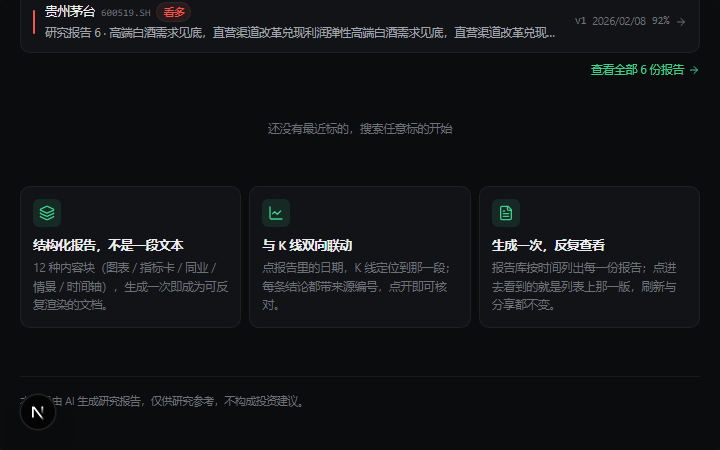 贵州茅台 600519.SH 看多
研究报告 6 · 高端白酒需求见底，直营渠道改革兑现利润弹性高端白酒需求见底，直营渠道改革兑现...
v1 2026/02/08 92% →
查看全部 6 份报告 →
还没有最近标的，搜索任意标的开始
结构化报告，不是一段文本
12 种内容块（图表 / 指标卡 / 同业 /
情景 / 时间轴），生成一次即成为可反
复渲染的文档。
与 K 线双向联动
点报告里的日期，K 线定位到那一段；
每条结论都带来源编号，点开即可核
对。
生成一次，反复查看
报告库按时间列出每一份报告；点进
去看到的就是列表上那一版，刷新与
分享都不变。
由 AI 生成研究报告，仅供研究参考，不构成投资建议。
N